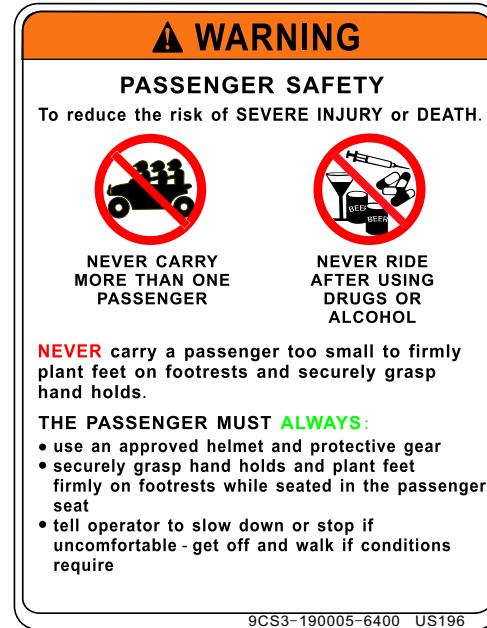 WARNING
PASSENGER SAFETY
To reduce the risk of SEVERE INJURY or DEATH.
NEVER CARRY
MORE THAN ONE
PASSENGER
BEER
BEER
NEVER RIDE
AFTER USING
DRUGS OR
ALCOHOL
NEVER carry a passenger too small to firmly
plant feet on footrests and securely grasp
hand holds.
THE PASSENGER MUST ALWAYS:
• use an approved helmet and protective gear
• securely grasp hand holds and plant feet
firmly on footrests while seated in the passenger
seat
• tell operator to slow down or stop if
uncomfortable - get off and walk if conditions
require
9CS3-190005-6400 US196